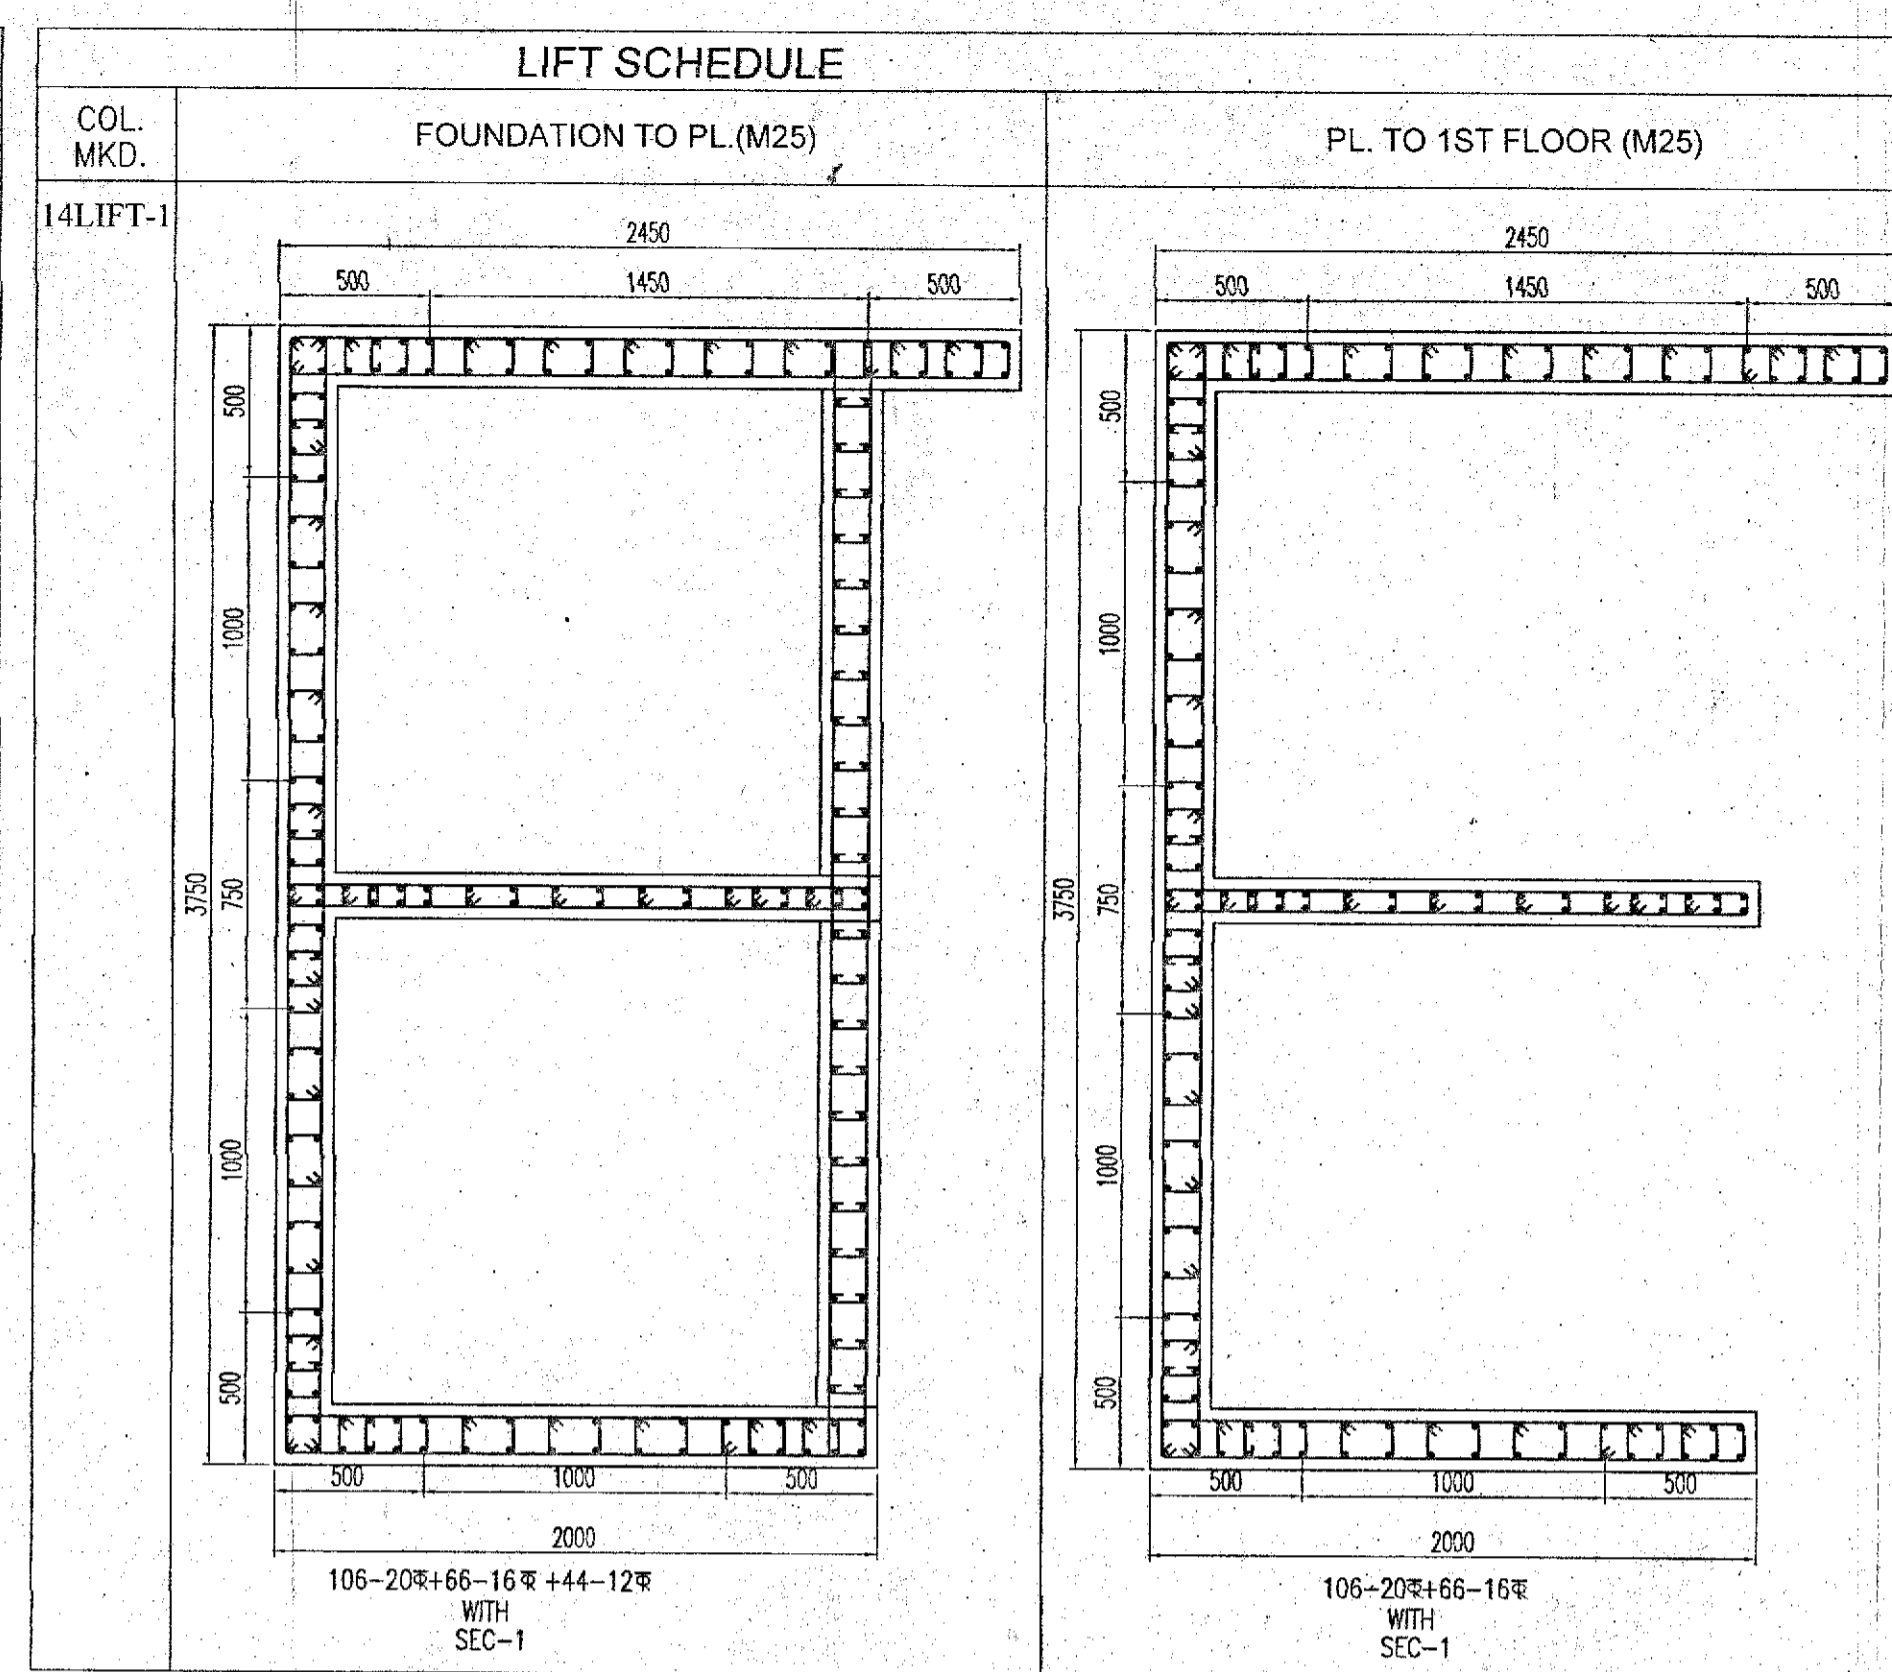 LIFT SCHEDULE
COL.
MKD.
FOUNDATION TO PL.(M25)
PL. TO 1ST FLOOR (M25)
14LIFT-1
2450
500
1450
500
500
1000
3750
750
1000
500
500
1000
500
2000
106-20क+66-16क +44-12क
WITH
SEC-1
2450
500
1450
500
500
1000
3750
750
1000
500
500
1000
500
2000
106-20क+66-16क
WITH
SEC-1